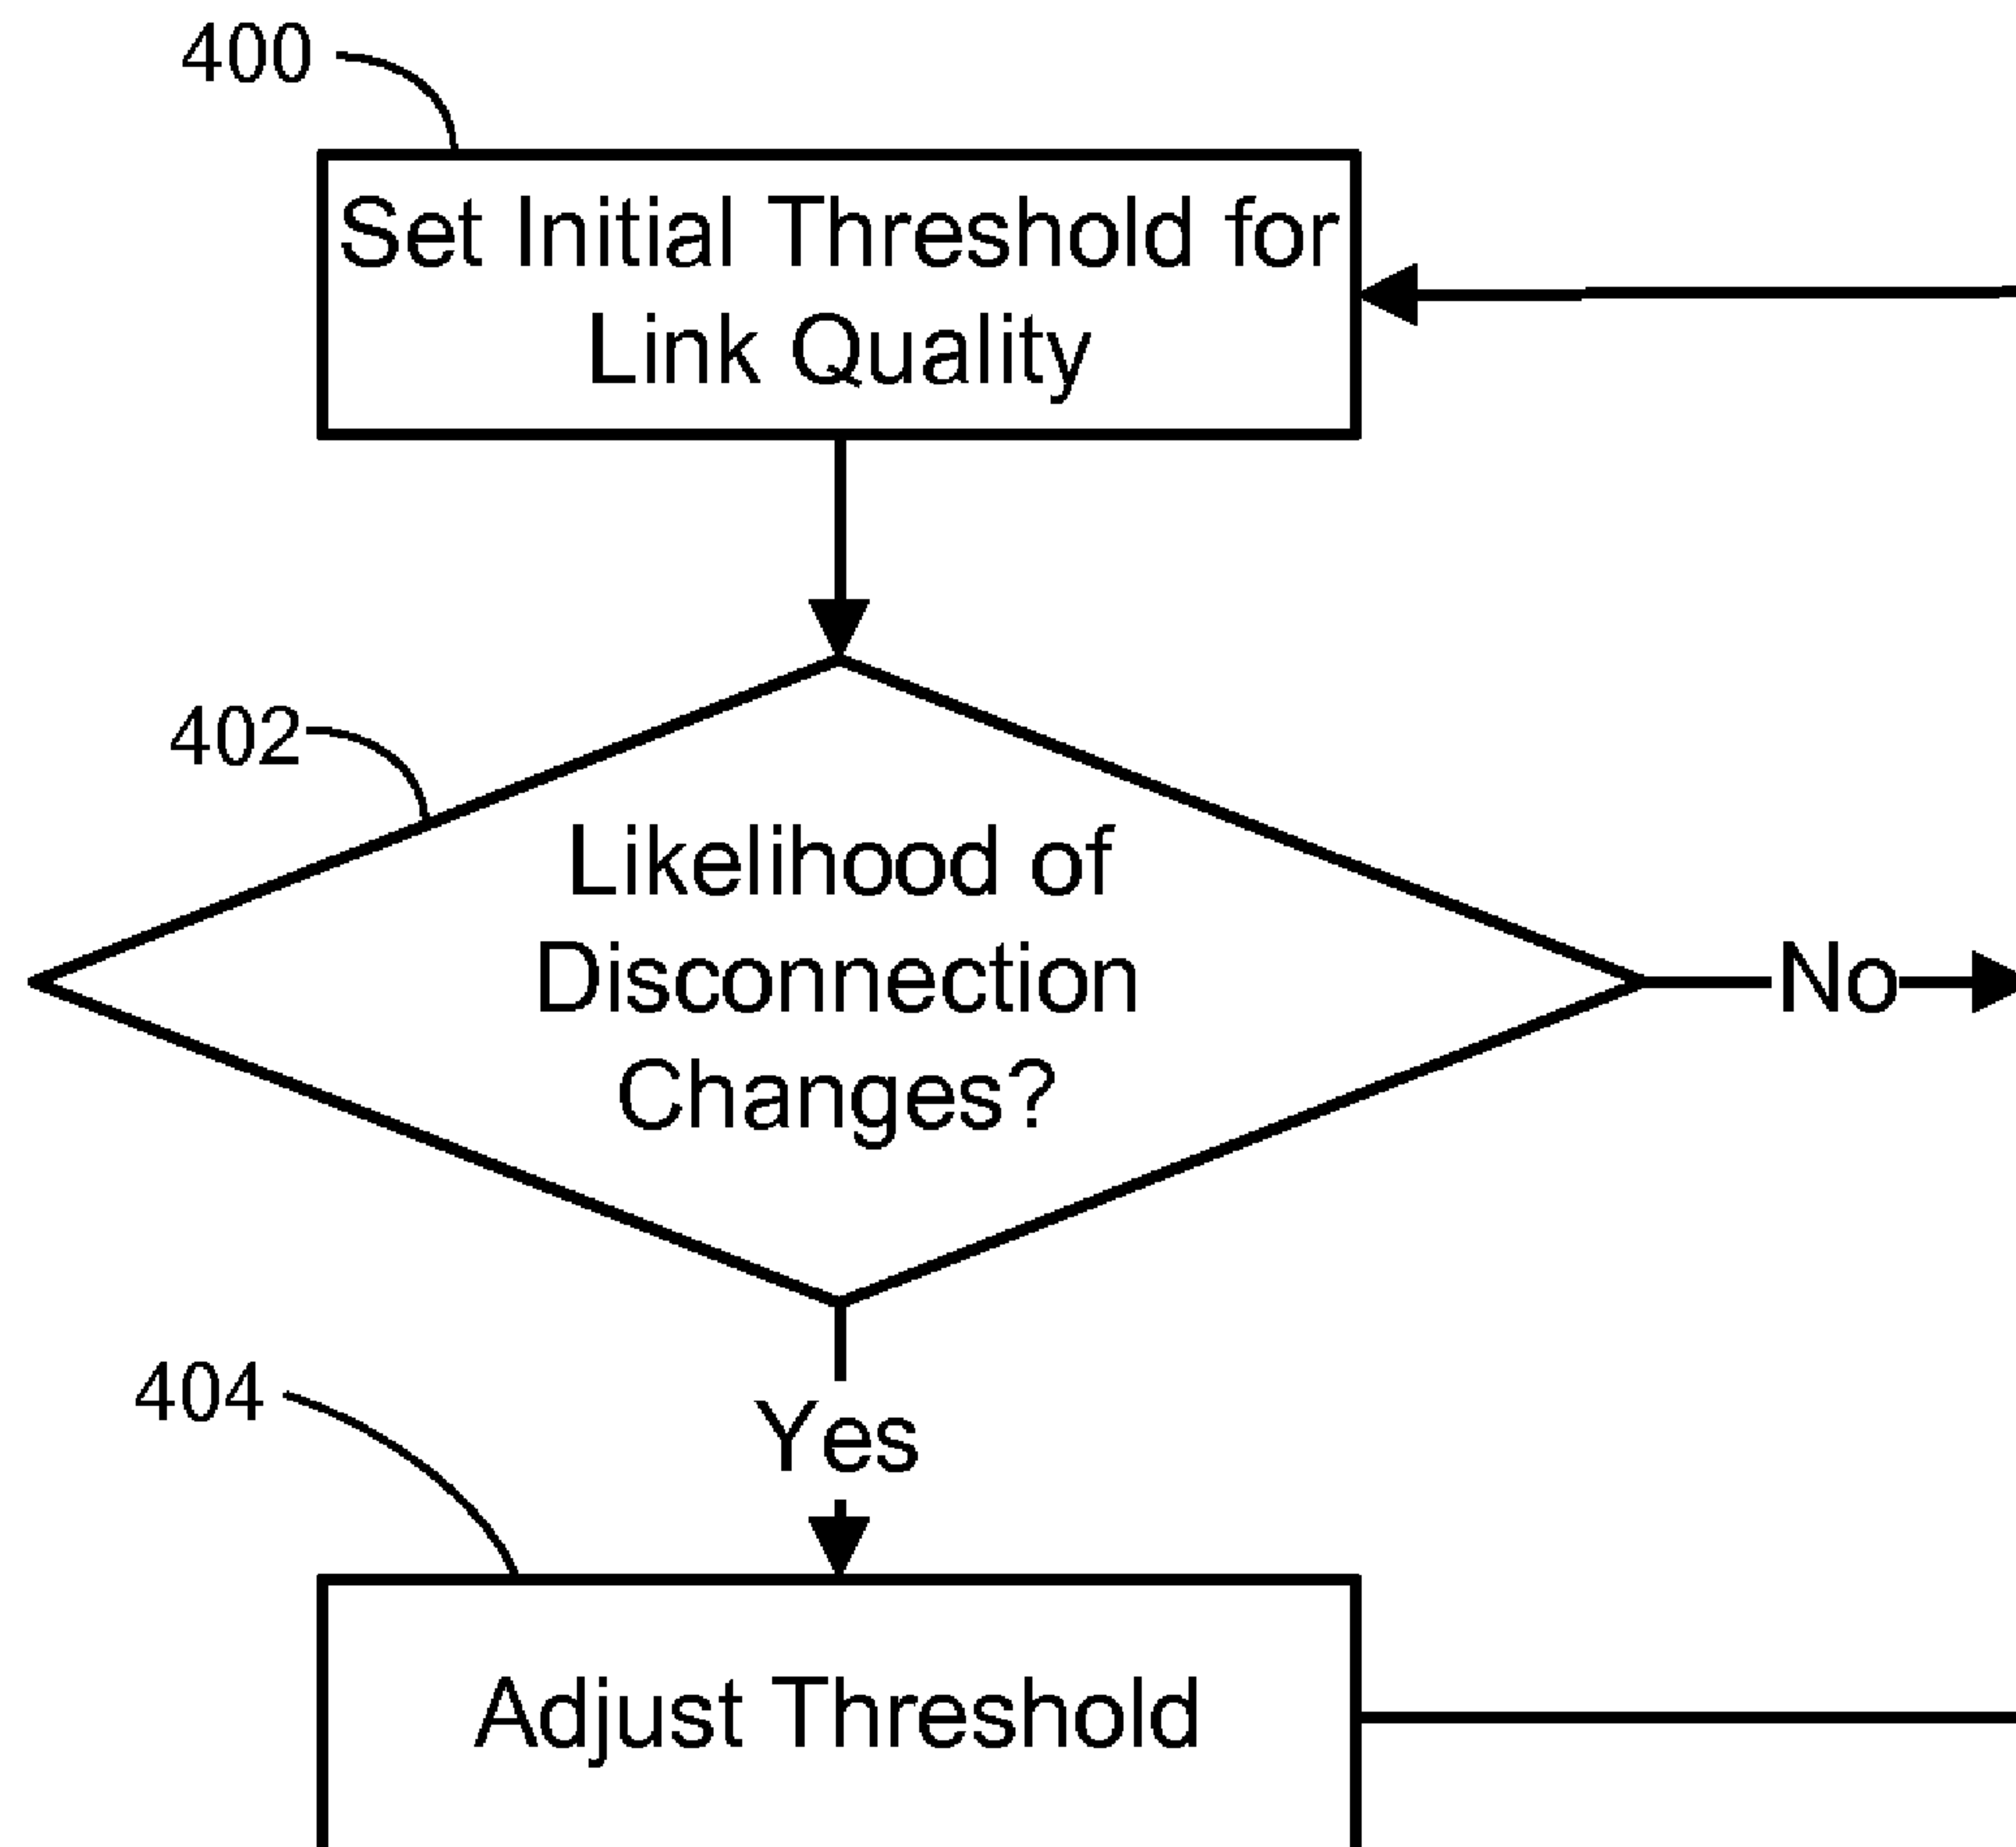 400
Set Initial Threshold for
Link Quality
402
Likelihood of
Disconnection
Changes?
No
404
Yes
Adjust Threshold